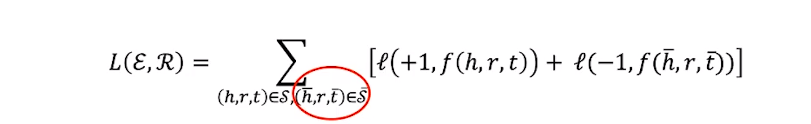 L(ℰ, ℛ) = ∑ [ℓ(+1, f(h, r, t)) + ℓ(−1, f(h̅, r, t̅))]
(h,r,t)∈𝒮,(h̅,r,t̅)∈𝒮̅